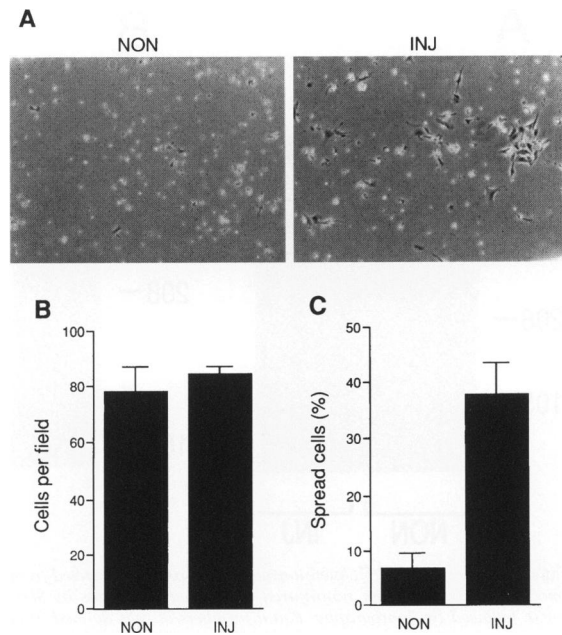 A
NON
INJ
B
100
80
60
40
20
0
Cells per field
NON
INJ
C
50
40
30
20
10
0
Spread cells (%)
NON
INJ